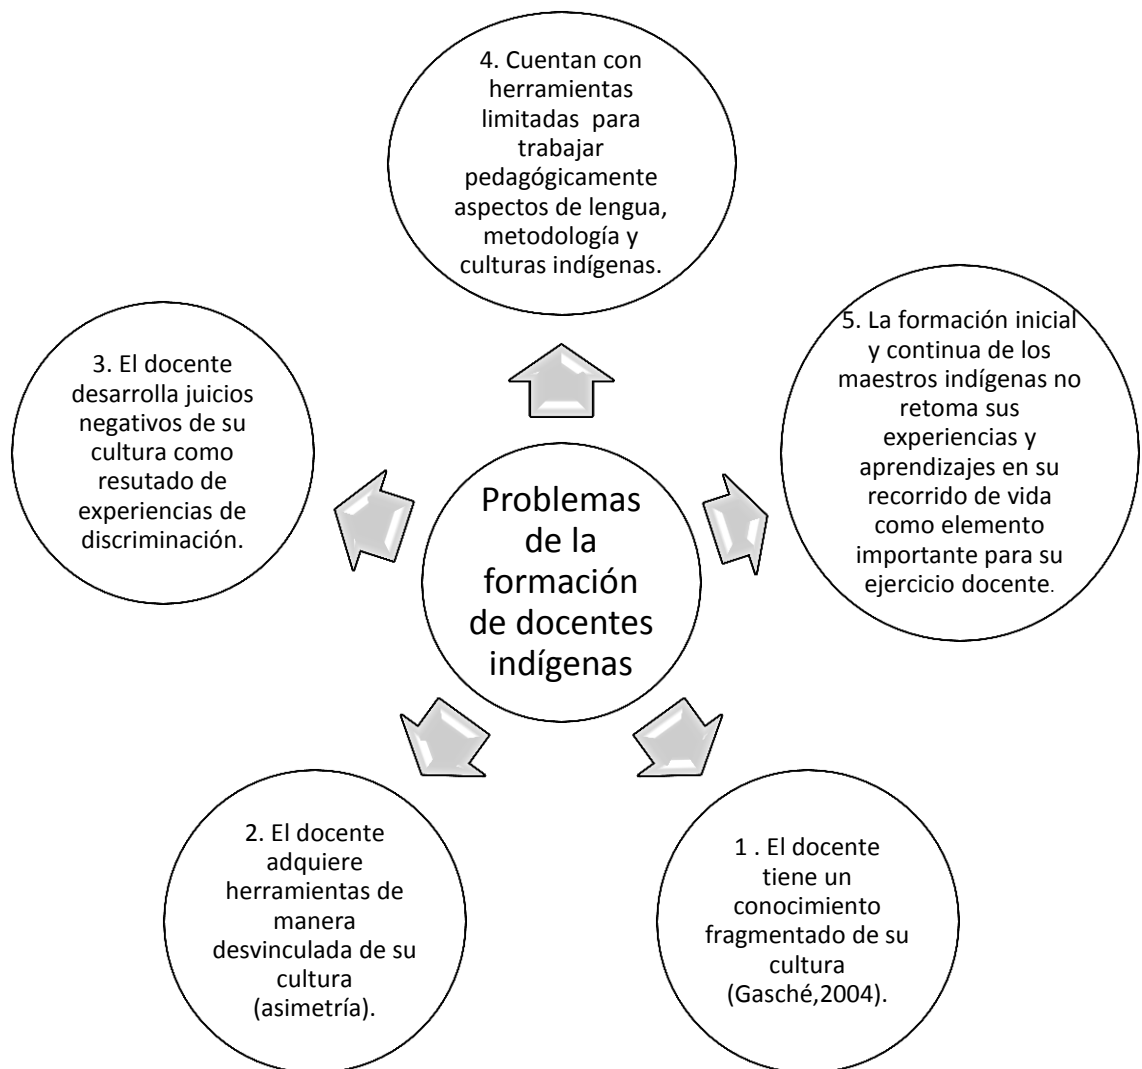 4. Cuentan con
herramientas
limitadas para
trabajar
pedagógicamente
aspectos de lengua,
metodología y
culturas indígenas.
5. La formación inicial
y continua de los
maestros indígenas no
retoma sus
experiencias y
aprendizajes en su
recorrido de vida
como elemento
importante para su
ejercicio docente.
3. El docente
desarrolla juicios
negativos de su
cultura como
resutado de
experiencias de
discriminación.
Problemas
de la
formación
de docentes
indígenas
2. El docente
adquiere
herramientas de
manera
desvinculada de su
cultura
(asimetría).
1 . El docente
tiene un
conocimiento
fragmentado de su
cultura
(Gasché,2004).